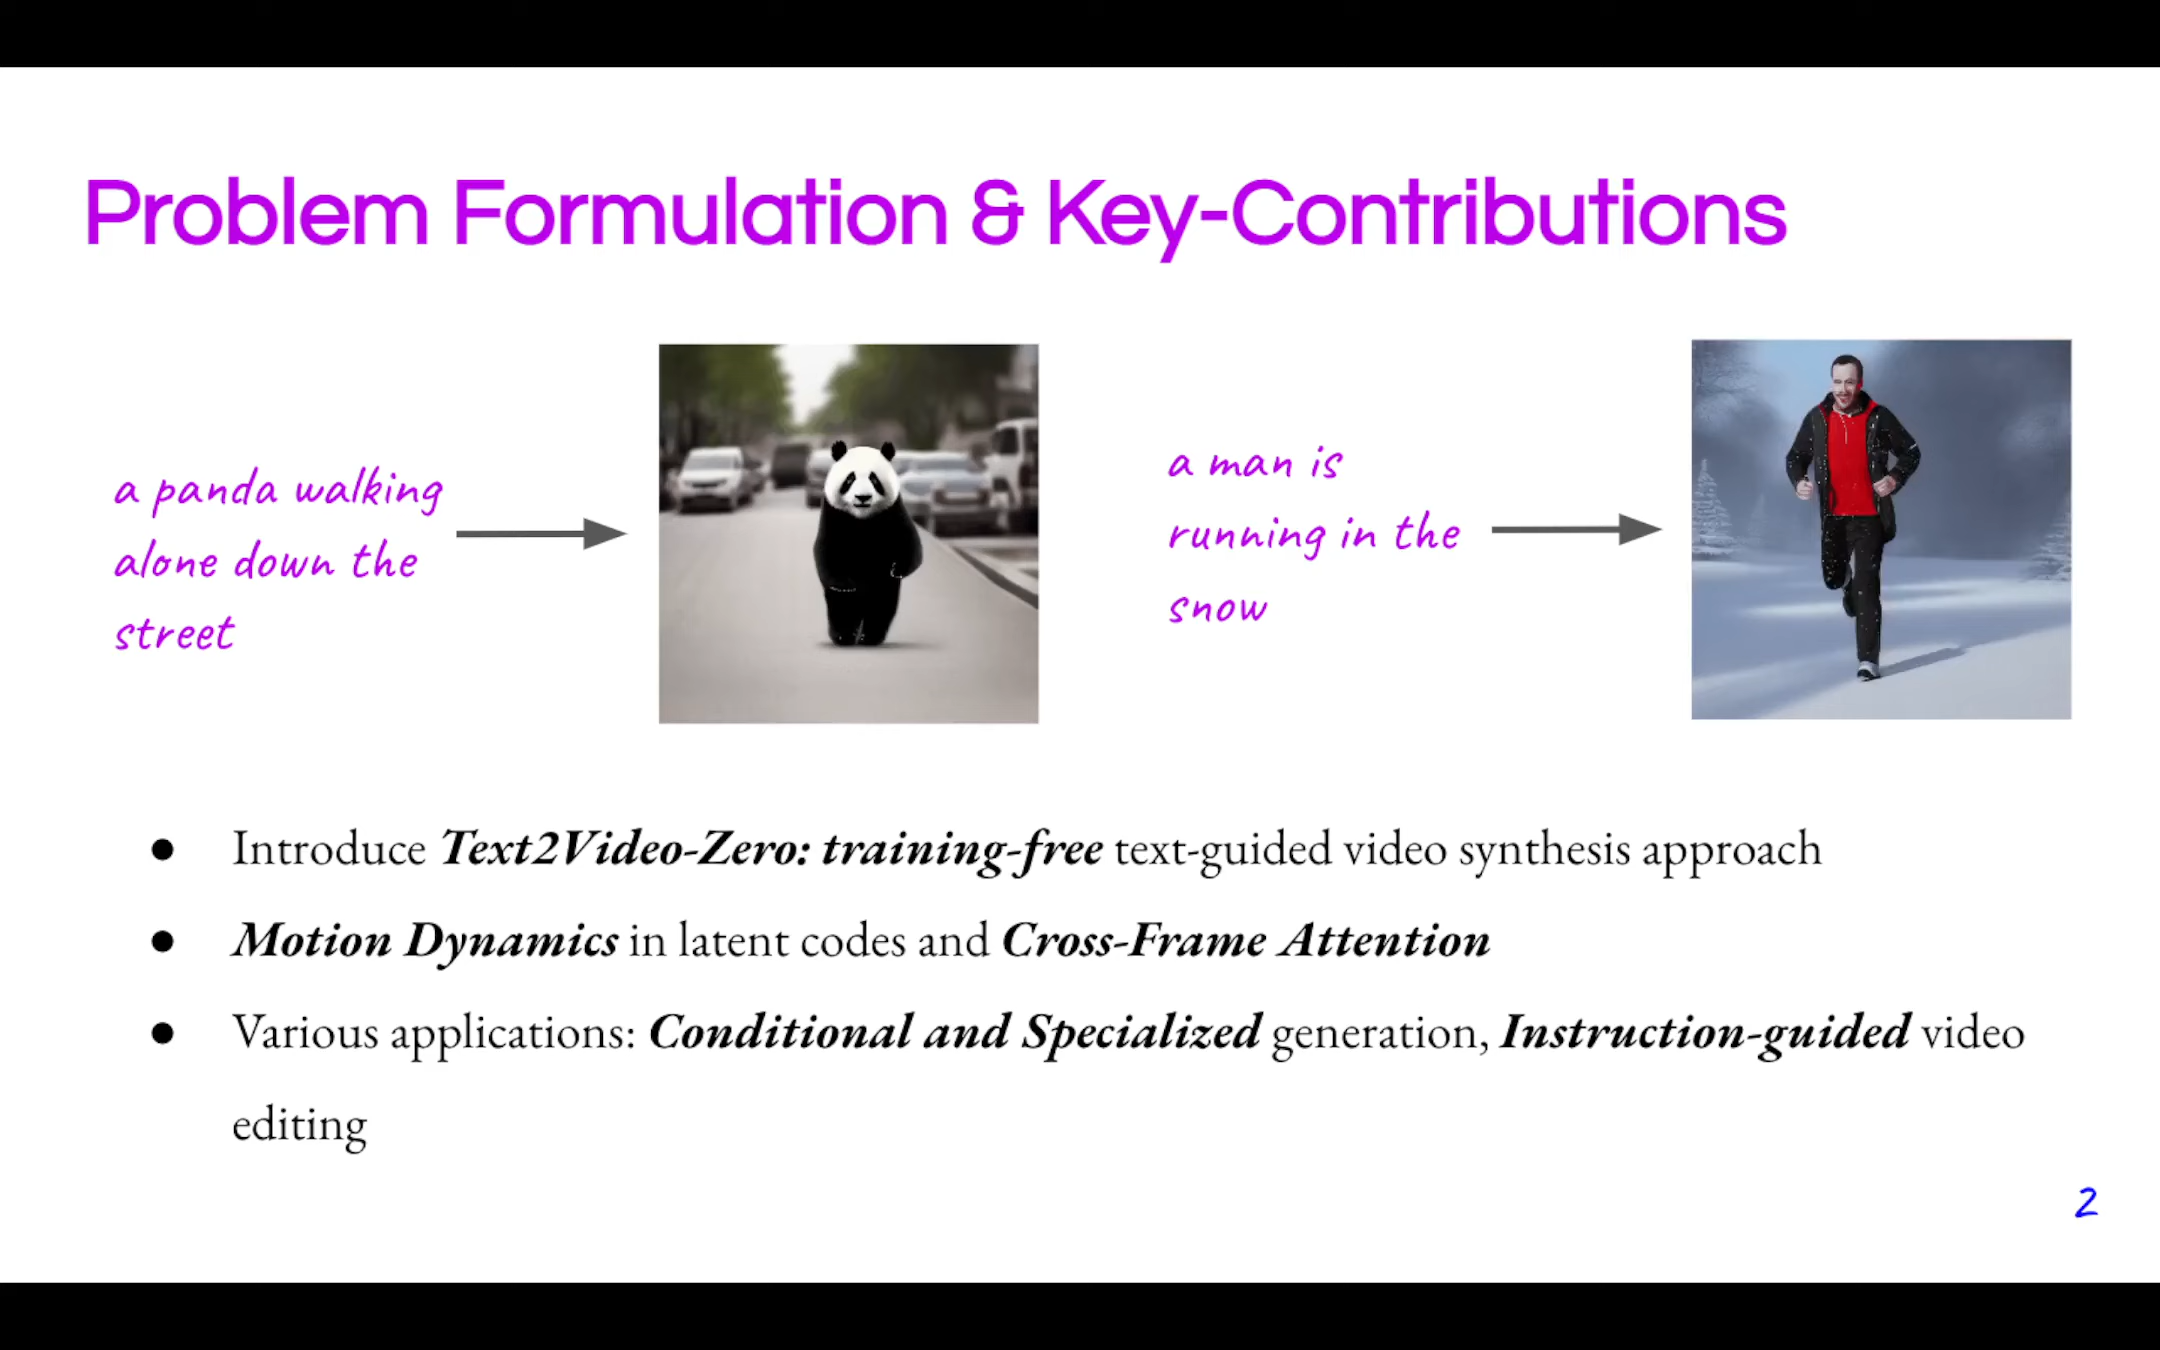 Problem Formulation & Key-Contributions
a panda walking
alone down the
street
a man is
running in the
snow
● Introduce Text2Video-Zero: training-free text-guided video synthesis approach
● Motion Dynamics in latent codes and Cross-Frame Attention
● Various applications: Conditional and Specialized generation, Instruction-guided video
editing
2